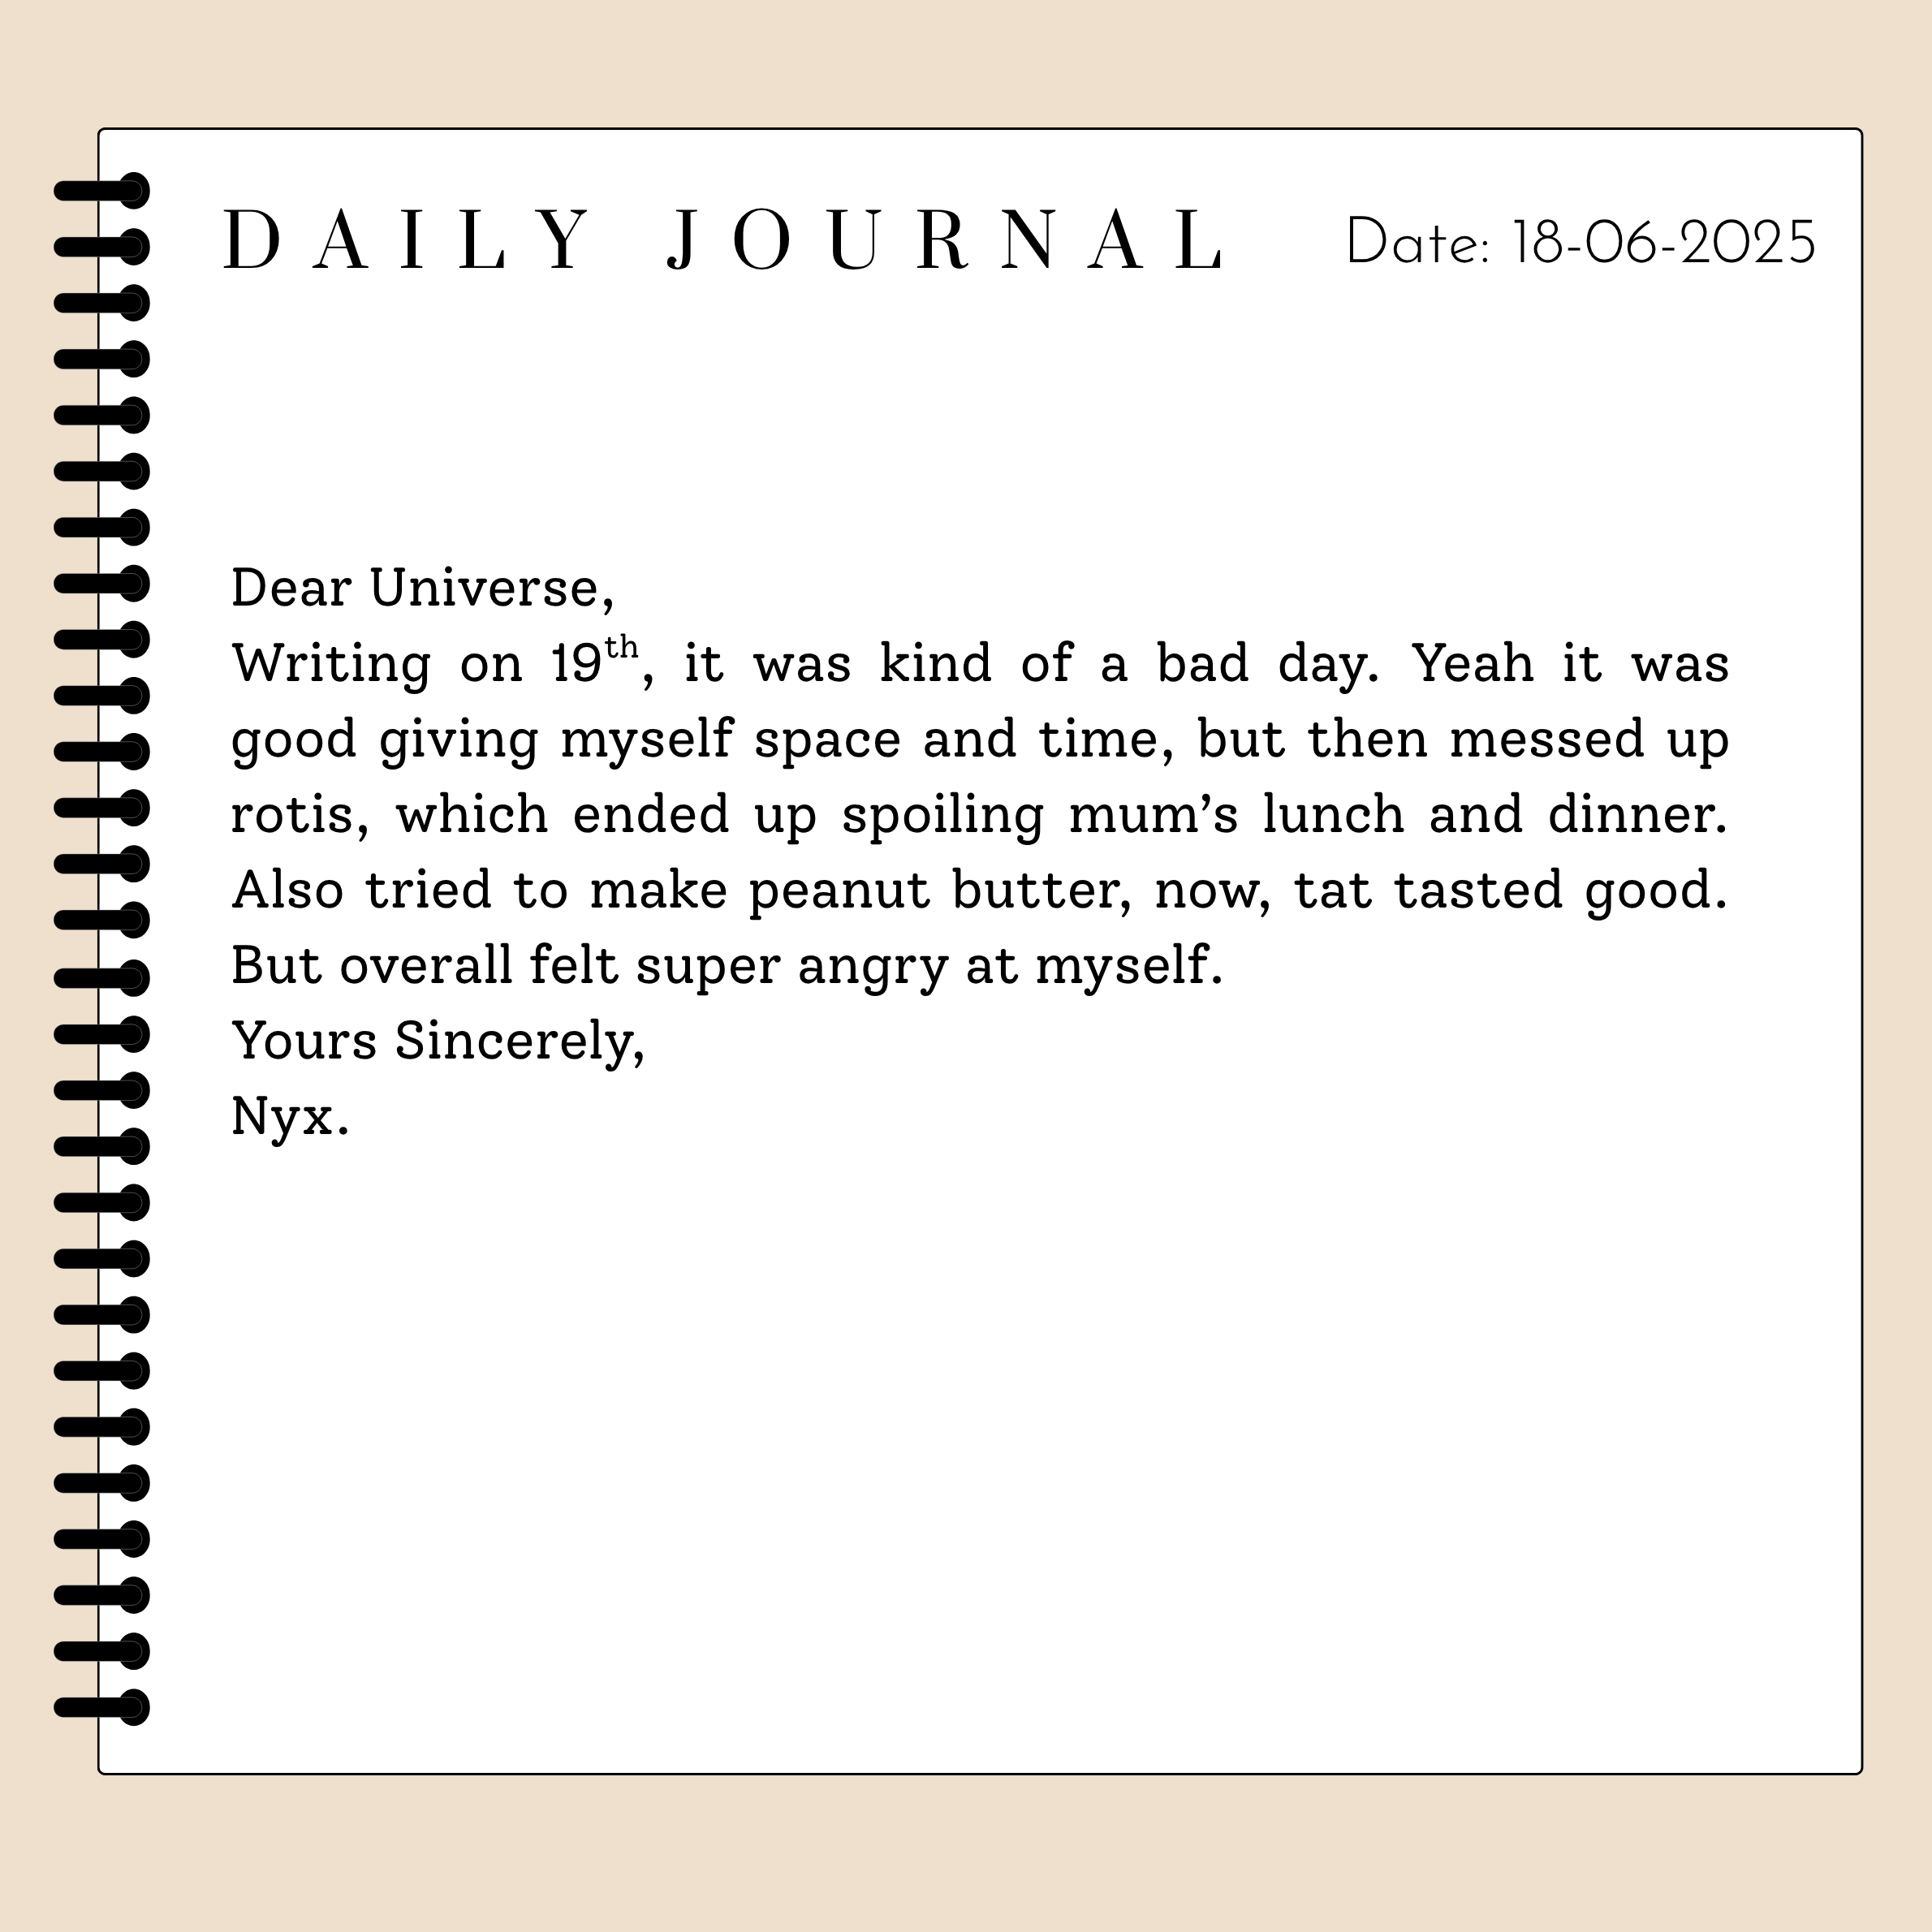 DAILY JOURNAL Date: 18-06-2025
Dear Universe,
Writing on 19th, it was kind of a bad day. Yeah it was
good giving myself space and time, but then messed up
rotis, which ended up spoiling mum’s lunch and dinner.
Also tried to make peanut butter, now, tat tasted good.
But overall felt super angry at myself.
Yours Sincerely,
Nyx.